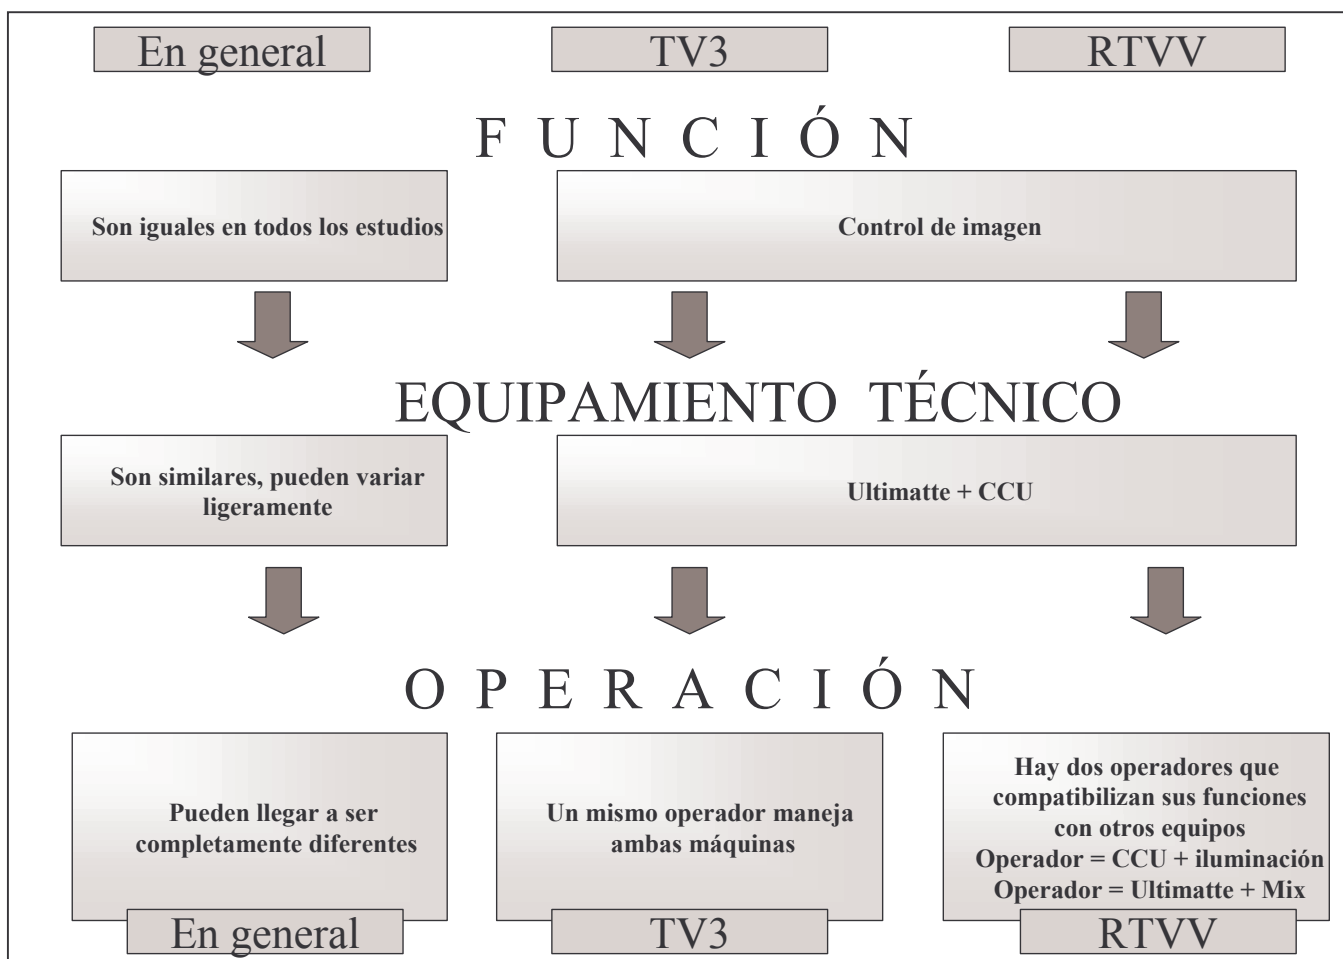 En general
TV3
RTVV
F U N C I Ó N
Son iguales en todos los estudios
Control de imagen
EQUIPAMIENTO TÉCNICO
Son similares, pueden variar
ligeramente
Ultimatte + CCU
O P E R A C I Ó N
Pueden llegar a ser
completamente diferentes
Un mismo operador maneja
ambas máquinas
Hay dos operadores que
compatibilizan sus funciones
con otros equipos
Operador = CCU + iluminación
Operador = Ultimatte + Mix
En general
TV3
RTVV